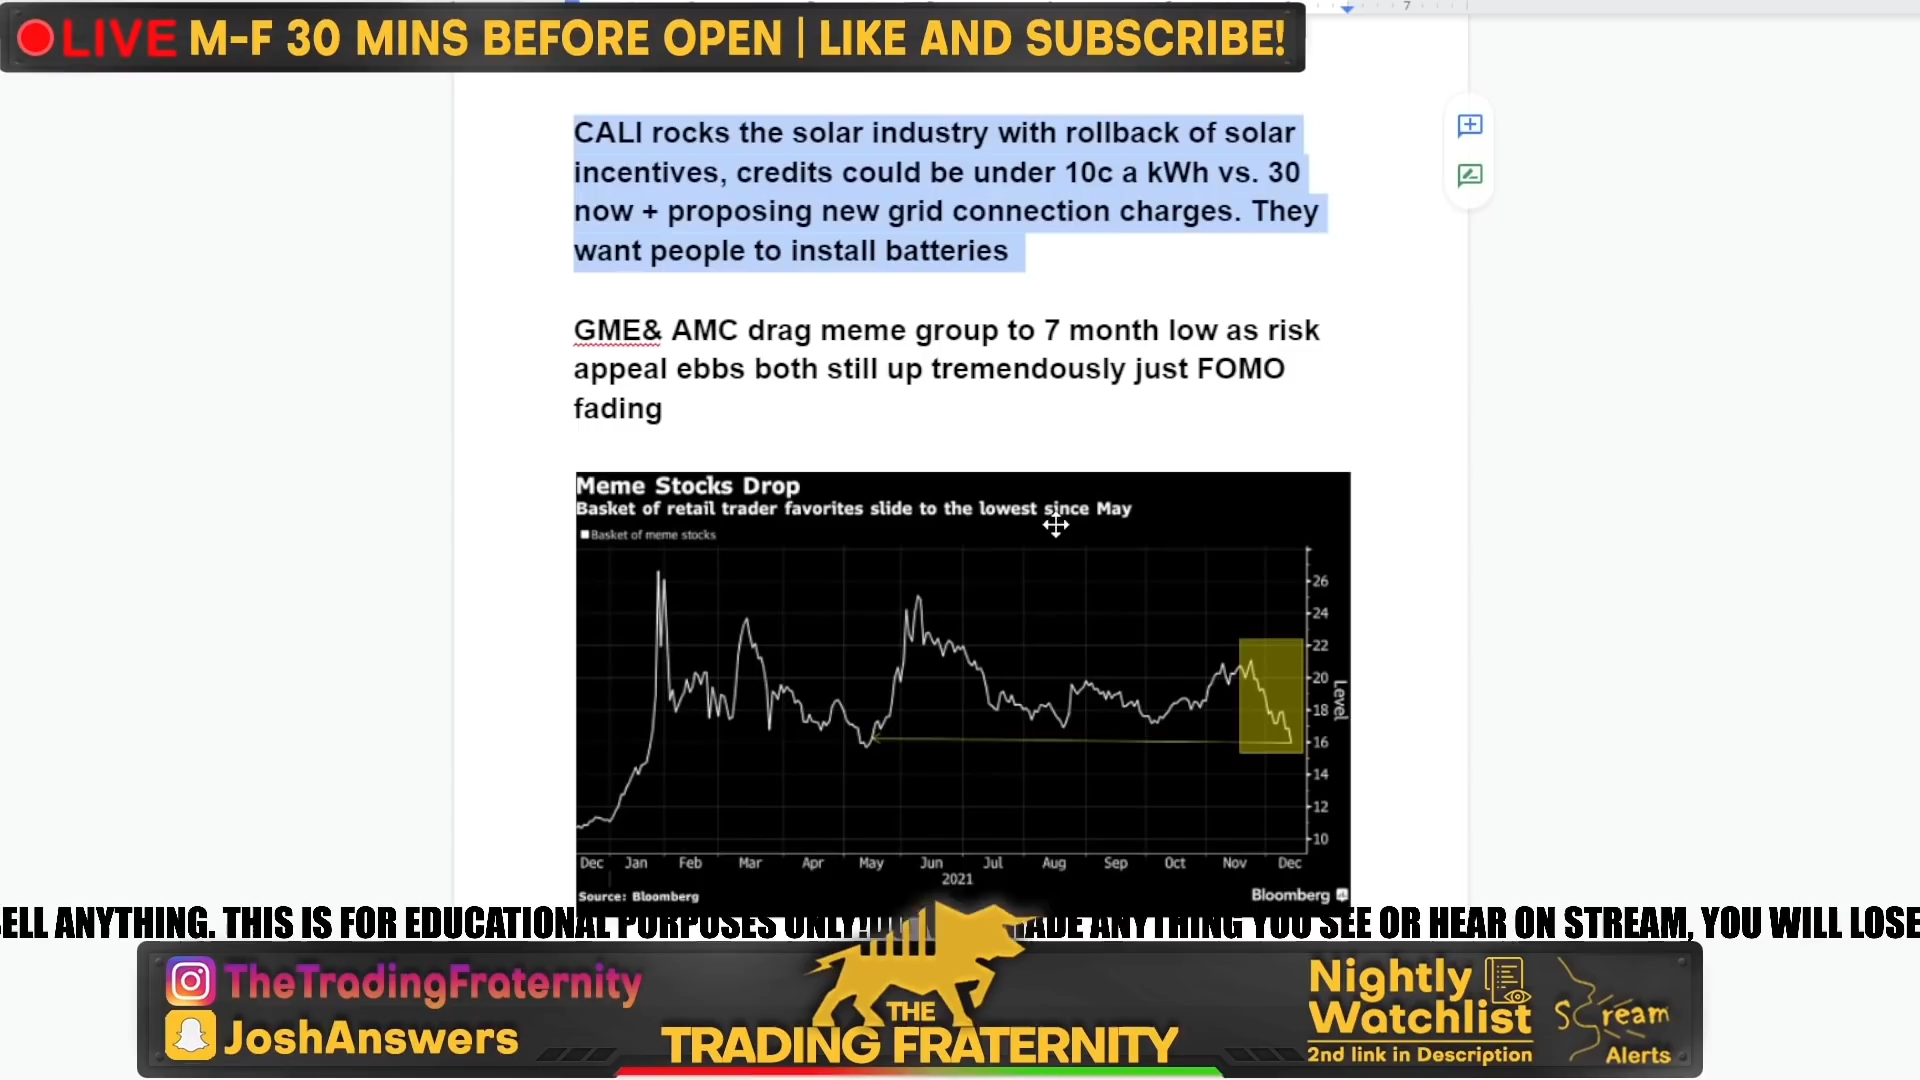 7
LIVE M-F 30 MINS BEFORE OPEN | LIKE AND SUBSCRIBE!
CALI rocks the solar industry with rollback of solar
incentives, credits could be under 10c a kWh vs. 30
now + proposing new grid connection charges. They
want people to install batteries
GME& AMC drag meme group to 7 month low as risk
appeal ebbs both still up tremendously just FOMO
fading
Meme Stocks Drop
Basket of retail trader favorites slide to the lowest since May
Basket of meme stocks
26
24
22
20
18
16
14
12
10
Level
Dec Jan Feb Mar Apr May Jun Jul Aug Sep Oct Nov Dec
2021
Source: Bloomberg
Bloomberg
ELL ANYTHING. THIS IS FOR EDUCATIONAL PURPOSES ONLY! ADE ANYTHING YOU SEE OR HEAR ON STREAM, YOU WILL LOSE
TheTradingFraternity
JoshAnswers
THE
TRADING FRATERNITY
Nightly
Watchlist
2nd link in Description
Scream
Alerts